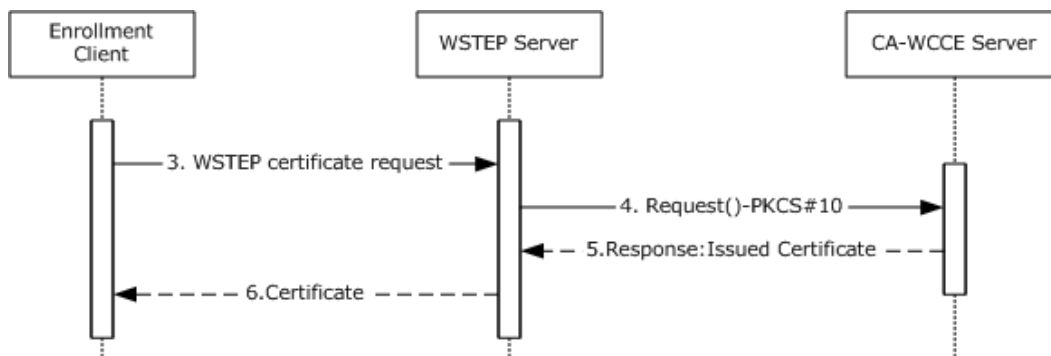 Enrollment
Client
WSTEP Server
CA-WCCE Server
3. WSTEP certificate request
4. Request()-PKCS#10
5.Response:Issued Certificate
6.Certificate